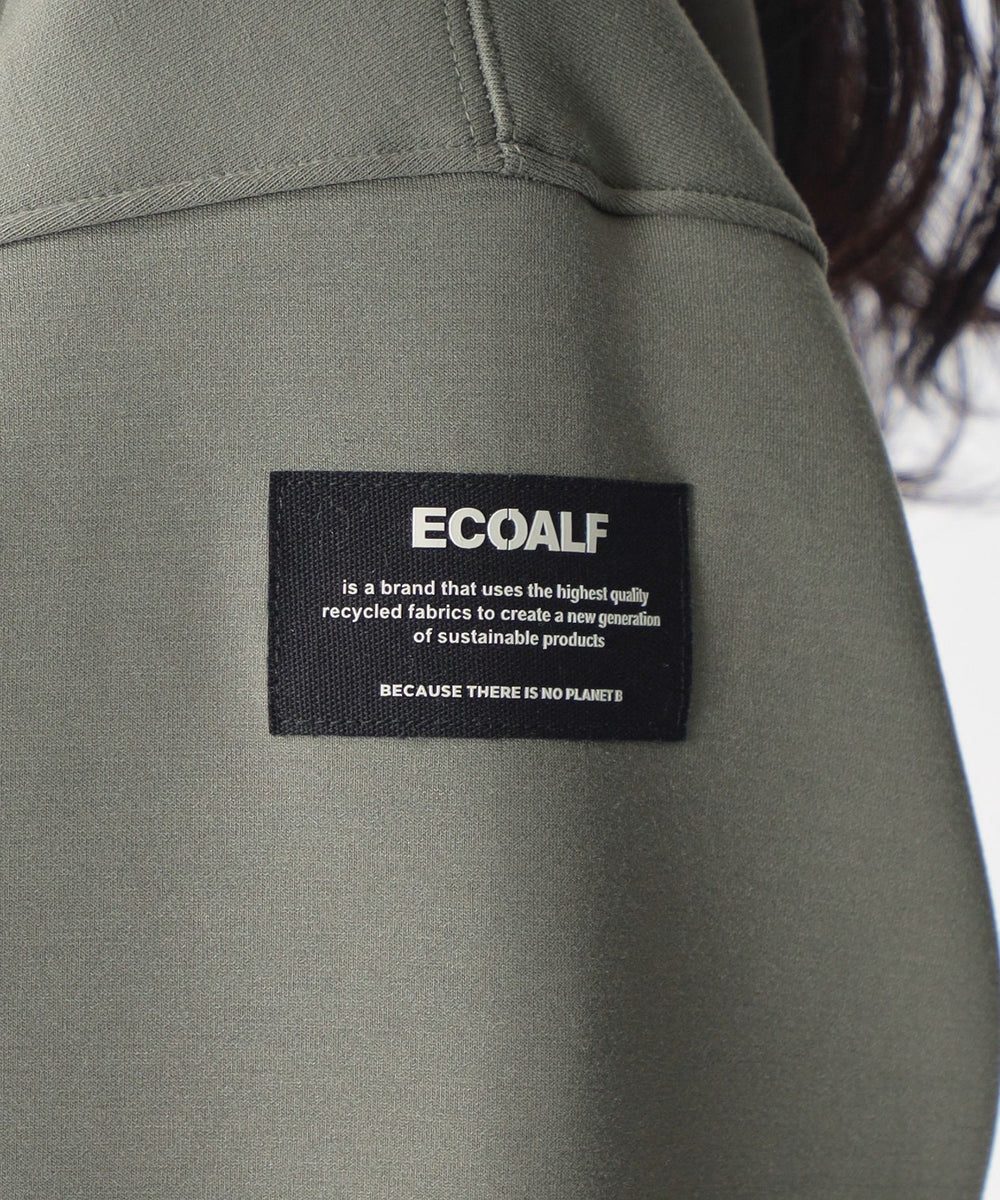 ECOALF
is a brand that uses the highest quality
recycled fabrics to create a new generation
of sustainable products
BECAUSE THERE IS NO PLANET B